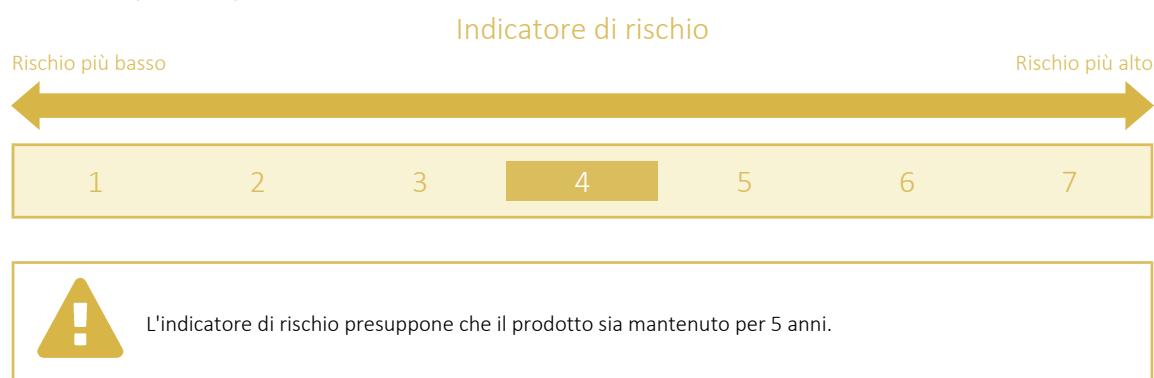 Indicatore di rischio
Rischio più basso Rischio più alto
1 2 3 4 5 6 7
L'indicatore di rischio presuppone che il prodotto sia mantenuto per 5 anni.